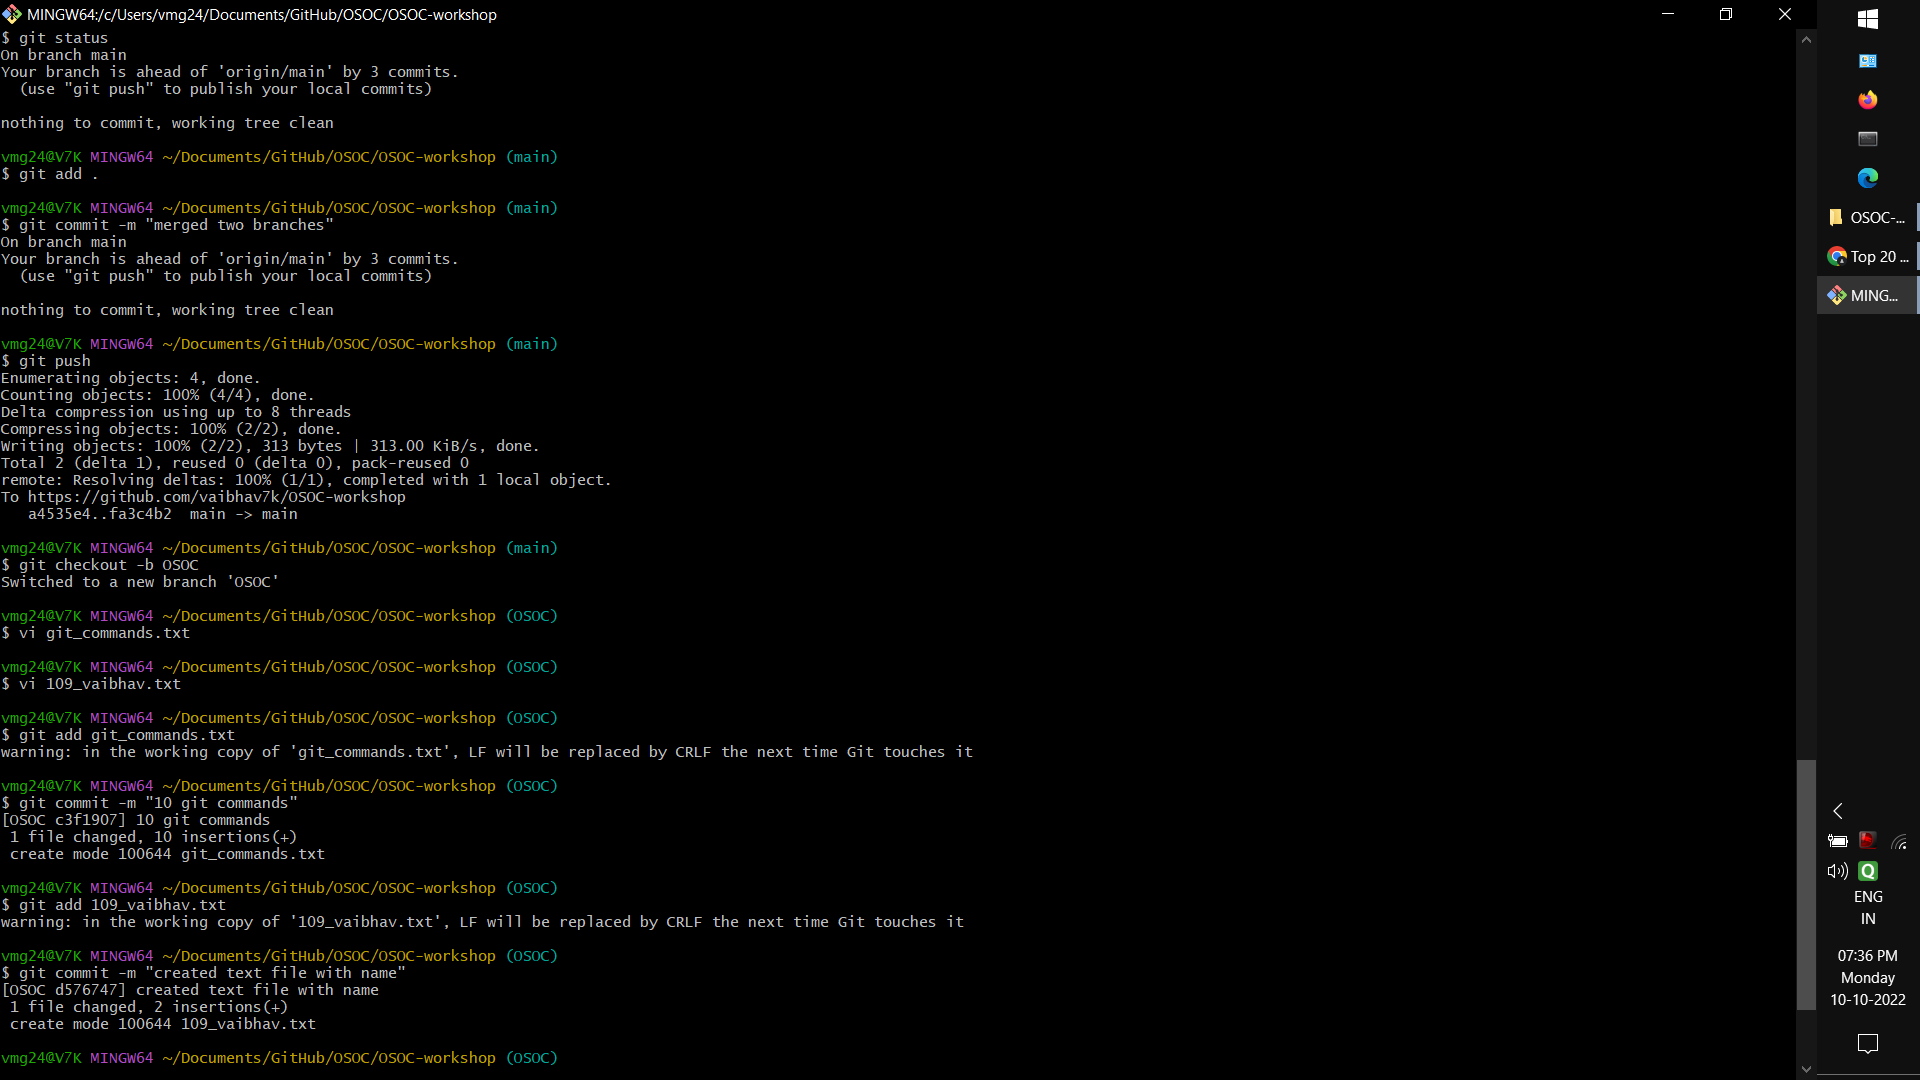 MINGW64:/c/Users/vmg24/Documents/GitHub/OSOC/OSOC-workshop
$ git status
On branch main
Your branch is ahead of 'origin/main' by 3 commits.
  (use "git push" to publish your local commits)
nothing to commit, working tree clean
vmg24@V7K MINGW64 ~/Documents/GitHub/OSOC/OSOC-workshop (main)
$ git add .
vmg24@V7K MINGW64 ~/Documents/GitHub/OSOC/OSOC-workshop (main)
$ git commit -m "merged two branches"
On branch main
Your branch is ahead of 'origin/main' by 3 commits.
  (use "git push" to publish your local commits)
nothing to commit, working tree clean
vmg24@V7K MINGW64 ~/Documents/GitHub/OSOC/OSOC-workshop (main)
$ git push
Enumerating objects: 4, done.
Counting objects: 100% (4/4), done.
Delta compression using up to 8 threads
Compressing objects: 100% (2/2), done.
Writing objects: 100% (2/2), 313 bytes | 313.00 KiB/s, done.
Total 2 (delta 1), reused 0 (delta 0), pack-reused 0
remote: Resolving deltas: 100% (1/1), completed with 1 local object.
To https://github.com/vaibhav7k/OSOC-workshop
   a4535e4..fa3c4b2  main -> main
vmg24@V7K MINGW64 ~/Documents/GitHub/OSOC/OSOC-workshop (main)
$ git checkout -b OSOC
Switched to a new branch 'OSOC'
vmg24@V7K MINGW64 ~/Documents/GitHub/OSOC/OSOC-workshop (OSOC)
$ vi git_commands.txt
vmg24@V7K MINGW64 ~/Documents/GitHub/OSOC/OSOC-workshop (OSOC)
$ vi 109_vaibhav.txt
vmg24@V7K MINGW64 ~/Documents/GitHub/OSOC/OSOC-workshop (OSOC)
$ git add git_commands.txt
warning: in the working copy of 'git_commands.txt', LF will be replaced by CRLF the next time Git touches it
vmg24@V7K MINGW64 ~/Documents/GitHub/OSOC/OSOC-workshop (OSOC)
$ git commit -m "10 git commands"
[OSOC c3f1907] 10 git commands
 1 file changed, 10 insertions(+)
 create mode 100644 git_commands.txt
vmg24@V7K MINGW64 ~/Documents/GitHub/OSOC/OSOC-workshop (OSOC)
$ git add 109_vaibhav.txt
warning: in the working copy of '109_vaibhav.txt', LF will be replaced by CRLF the next time Git touches it
vmg24@V7K MINGW64 ~/Documents/GitHub/OSOC/OSOC-workshop (OSOC)
$ git commit -m "created text file with name"
[OSOC d576747] created text file with name
 1 file changed, 2 insertions(+)
 create mode 100644 109_vaibhav.txt
vmg24@V7K MINGW64 ~/Documents/GitHub/OSOC/OSOC-workshop (OSOC)
OSOC-...
Top 20 ...
MING...
Q
ENG
IN
07:36 PM
Monday
10-10-2022